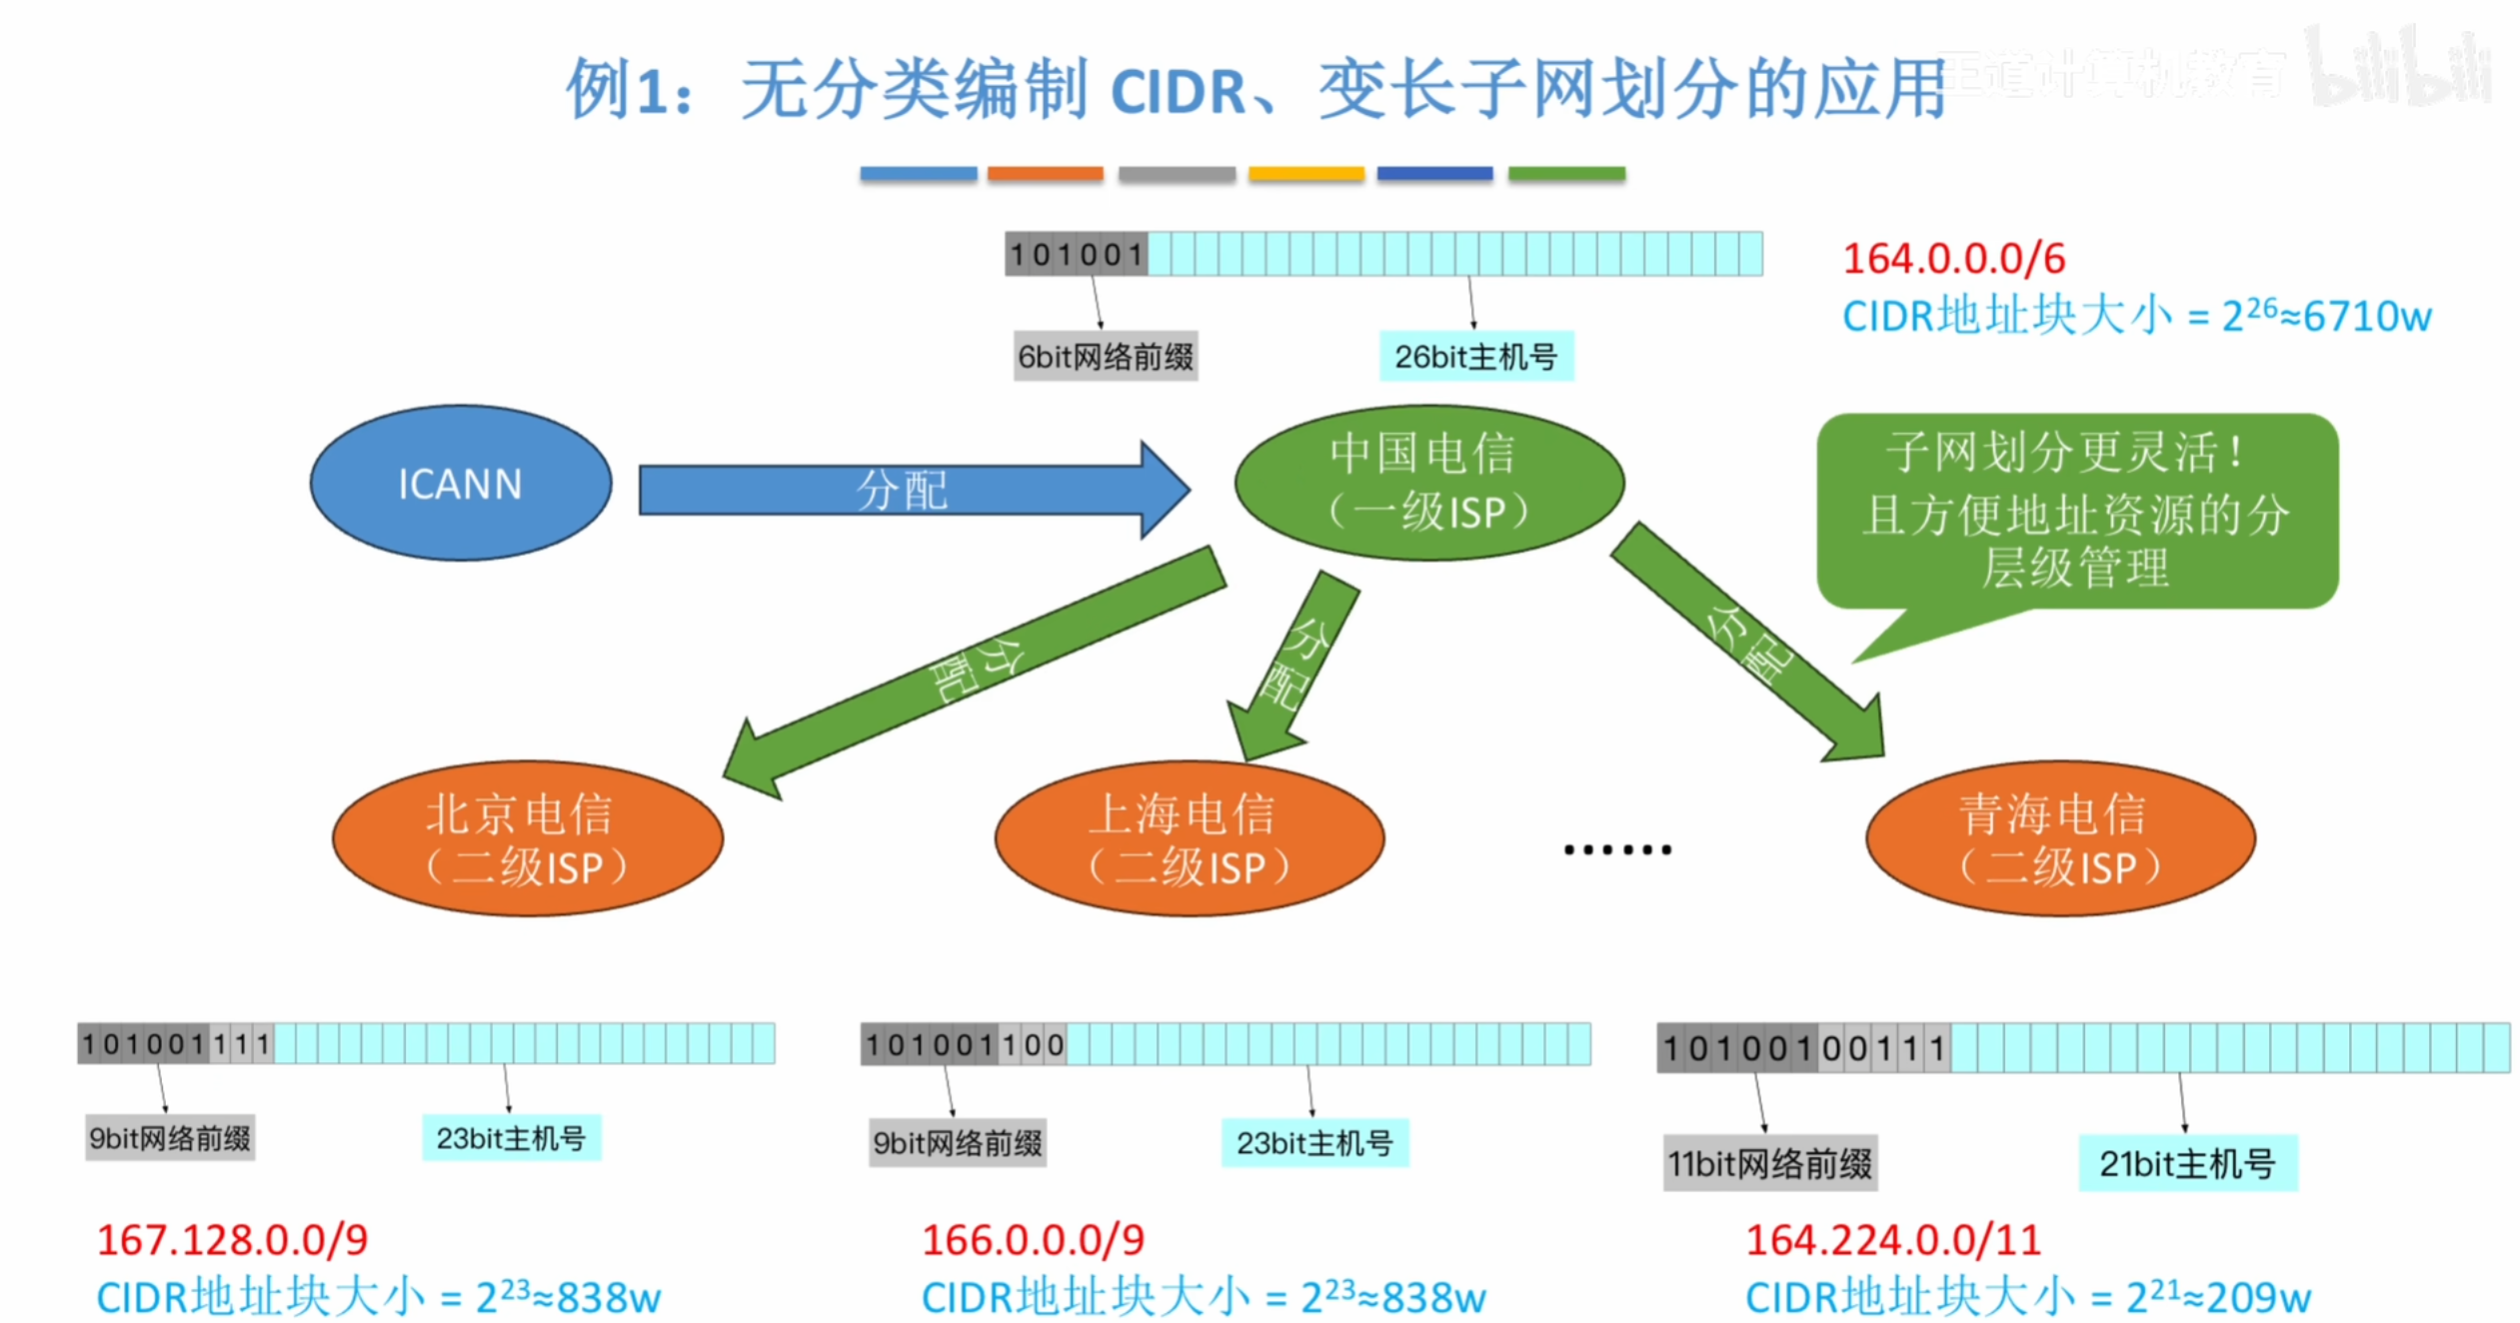 例1：无分类编制 CIDR、变长子网划分的应用
王道计算机教育
bilibili
101001
164.0.0.0/6
CIDR地址块大小 = 2²⁶≈6710w
6bit网络前缀
26bit主机号
ICANN
分配
中国电信
（一级ISP）
子网划分更灵活！
且方便地址资源的分
层级管理
分配
分配
分配
北京电信
（二级ISP）
上海电信
（二级ISP）
……
青海电信
（二级ISP）
101001111
101001100
10100100111
9bit网络前缀
23bit主机号
9bit网络前缀
23bit主机号
11bit网络前缀
21bit主机号
167.128.0.0/9
CIDR地址块大小 = 2²³≈838w
166.0.0.0/9
CIDR地址块大小 = 2²³≈838w
164.224.0.0/11
CIDR地址块大小 = 2²¹≈209w